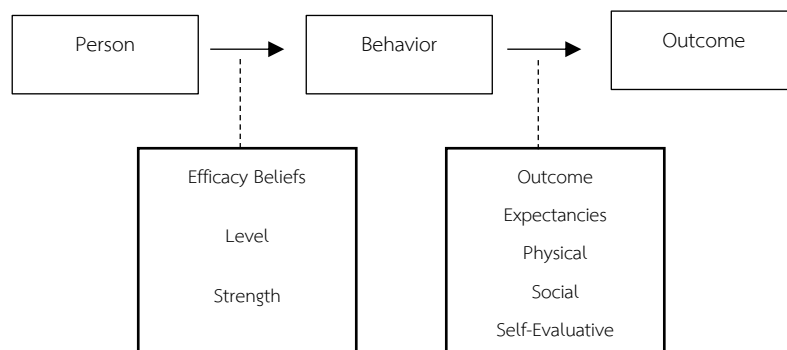 Person
Behavior
Outcome
Efficacy Beliefs
Level
Strength
Outcome
Expectancies
Physical
Social
Self-Evaluative